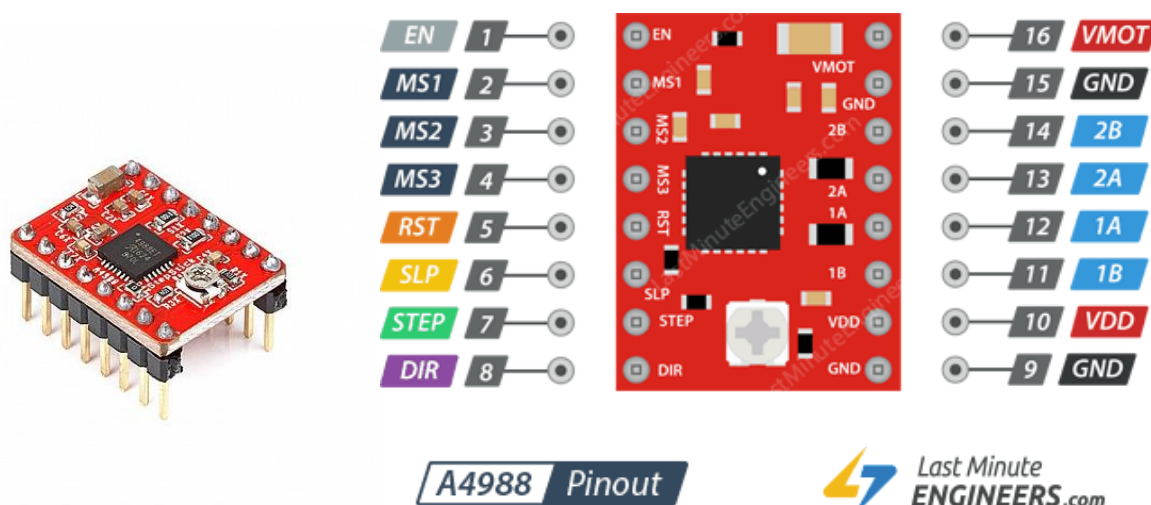 EN 1
MS1 2
MS2 3
MS3 4
RST 5
SLP 6
STEP 7
DIR 8
EN
MS1
MS2
MS3
RST
SLP
STEP
DIR
VMOT
GND
2B
2A
1A
1B
VDD
GND
LastMinuteEngineers.com
16 VMOT
15 GND
14 2B
13 2A
12 1A
11 1B
10 VDD
9 GND
A4988 Pinout
Last Minute
ENGINEERS.com